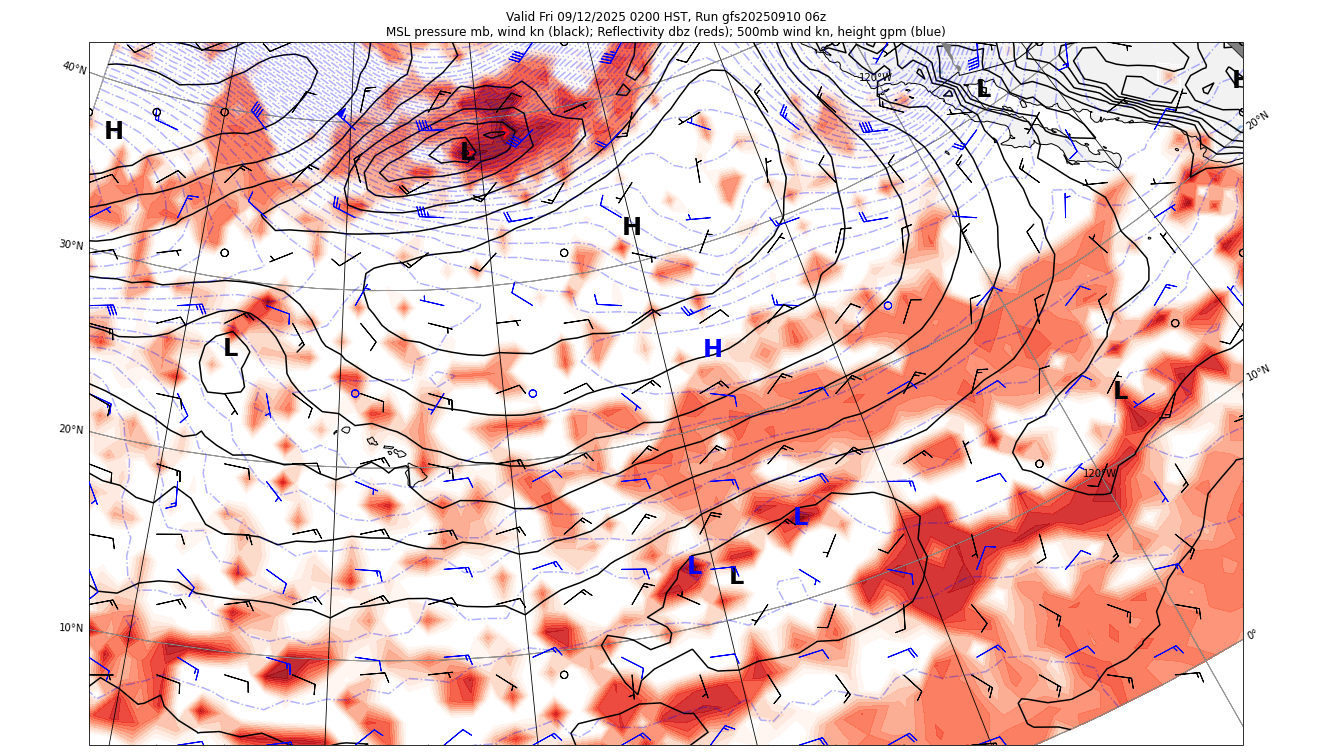 Valid Fri 09/12/2025 0200 HST, Run gfs20250910 06z
MSL pressure mb, wind kn (black); Reflectivity dbz (reds); 500mb wind kn, height gpm (blue)
40°N
120°W
L
H
20°N
H
L
H
30°N
L
H
10°N
L
20°N
120°W
L
L
L
10°N
0°